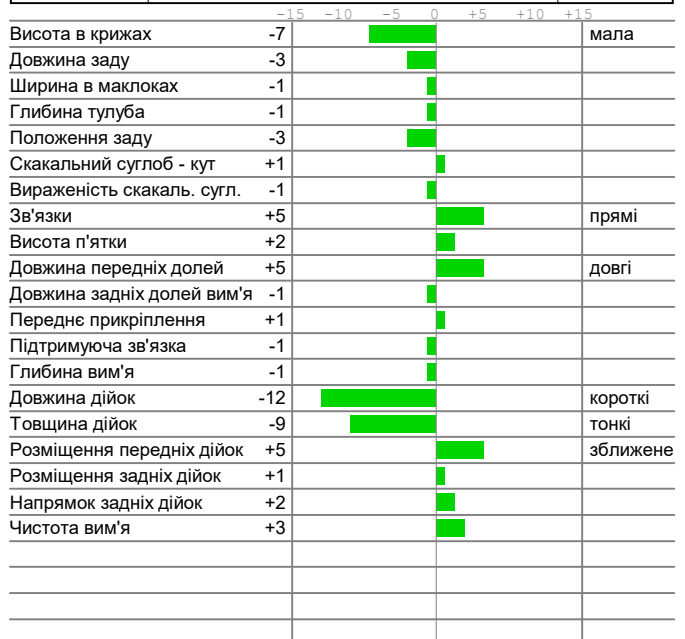 -15 -10 -5 0 +5 +10 +15
Висота в крижах -7 мала
Довжина заду -3
Ширина в маклоках -1
Глибина тулуба -1
Положення заду -3
Скакальний суглоб - кут +1
Вираженість скакаль. сугл. -1
Зв'язки +5 прямі
Висота п'ятки +2
Довжина передніх долей +5 довгі
Довжина задніх долей вим'я -1
Переднє прикріплення +1
Підтримуюча зв'язка -1
Глибина вим'я -1
Довжина дійок -12 короткі
Товщина дійок -9 тонкі
Розміщення передніх дійок +5 зближене
Розміщення задніх дійок +1
Напрямок задніх дійок +2
Чистота вим'я +3